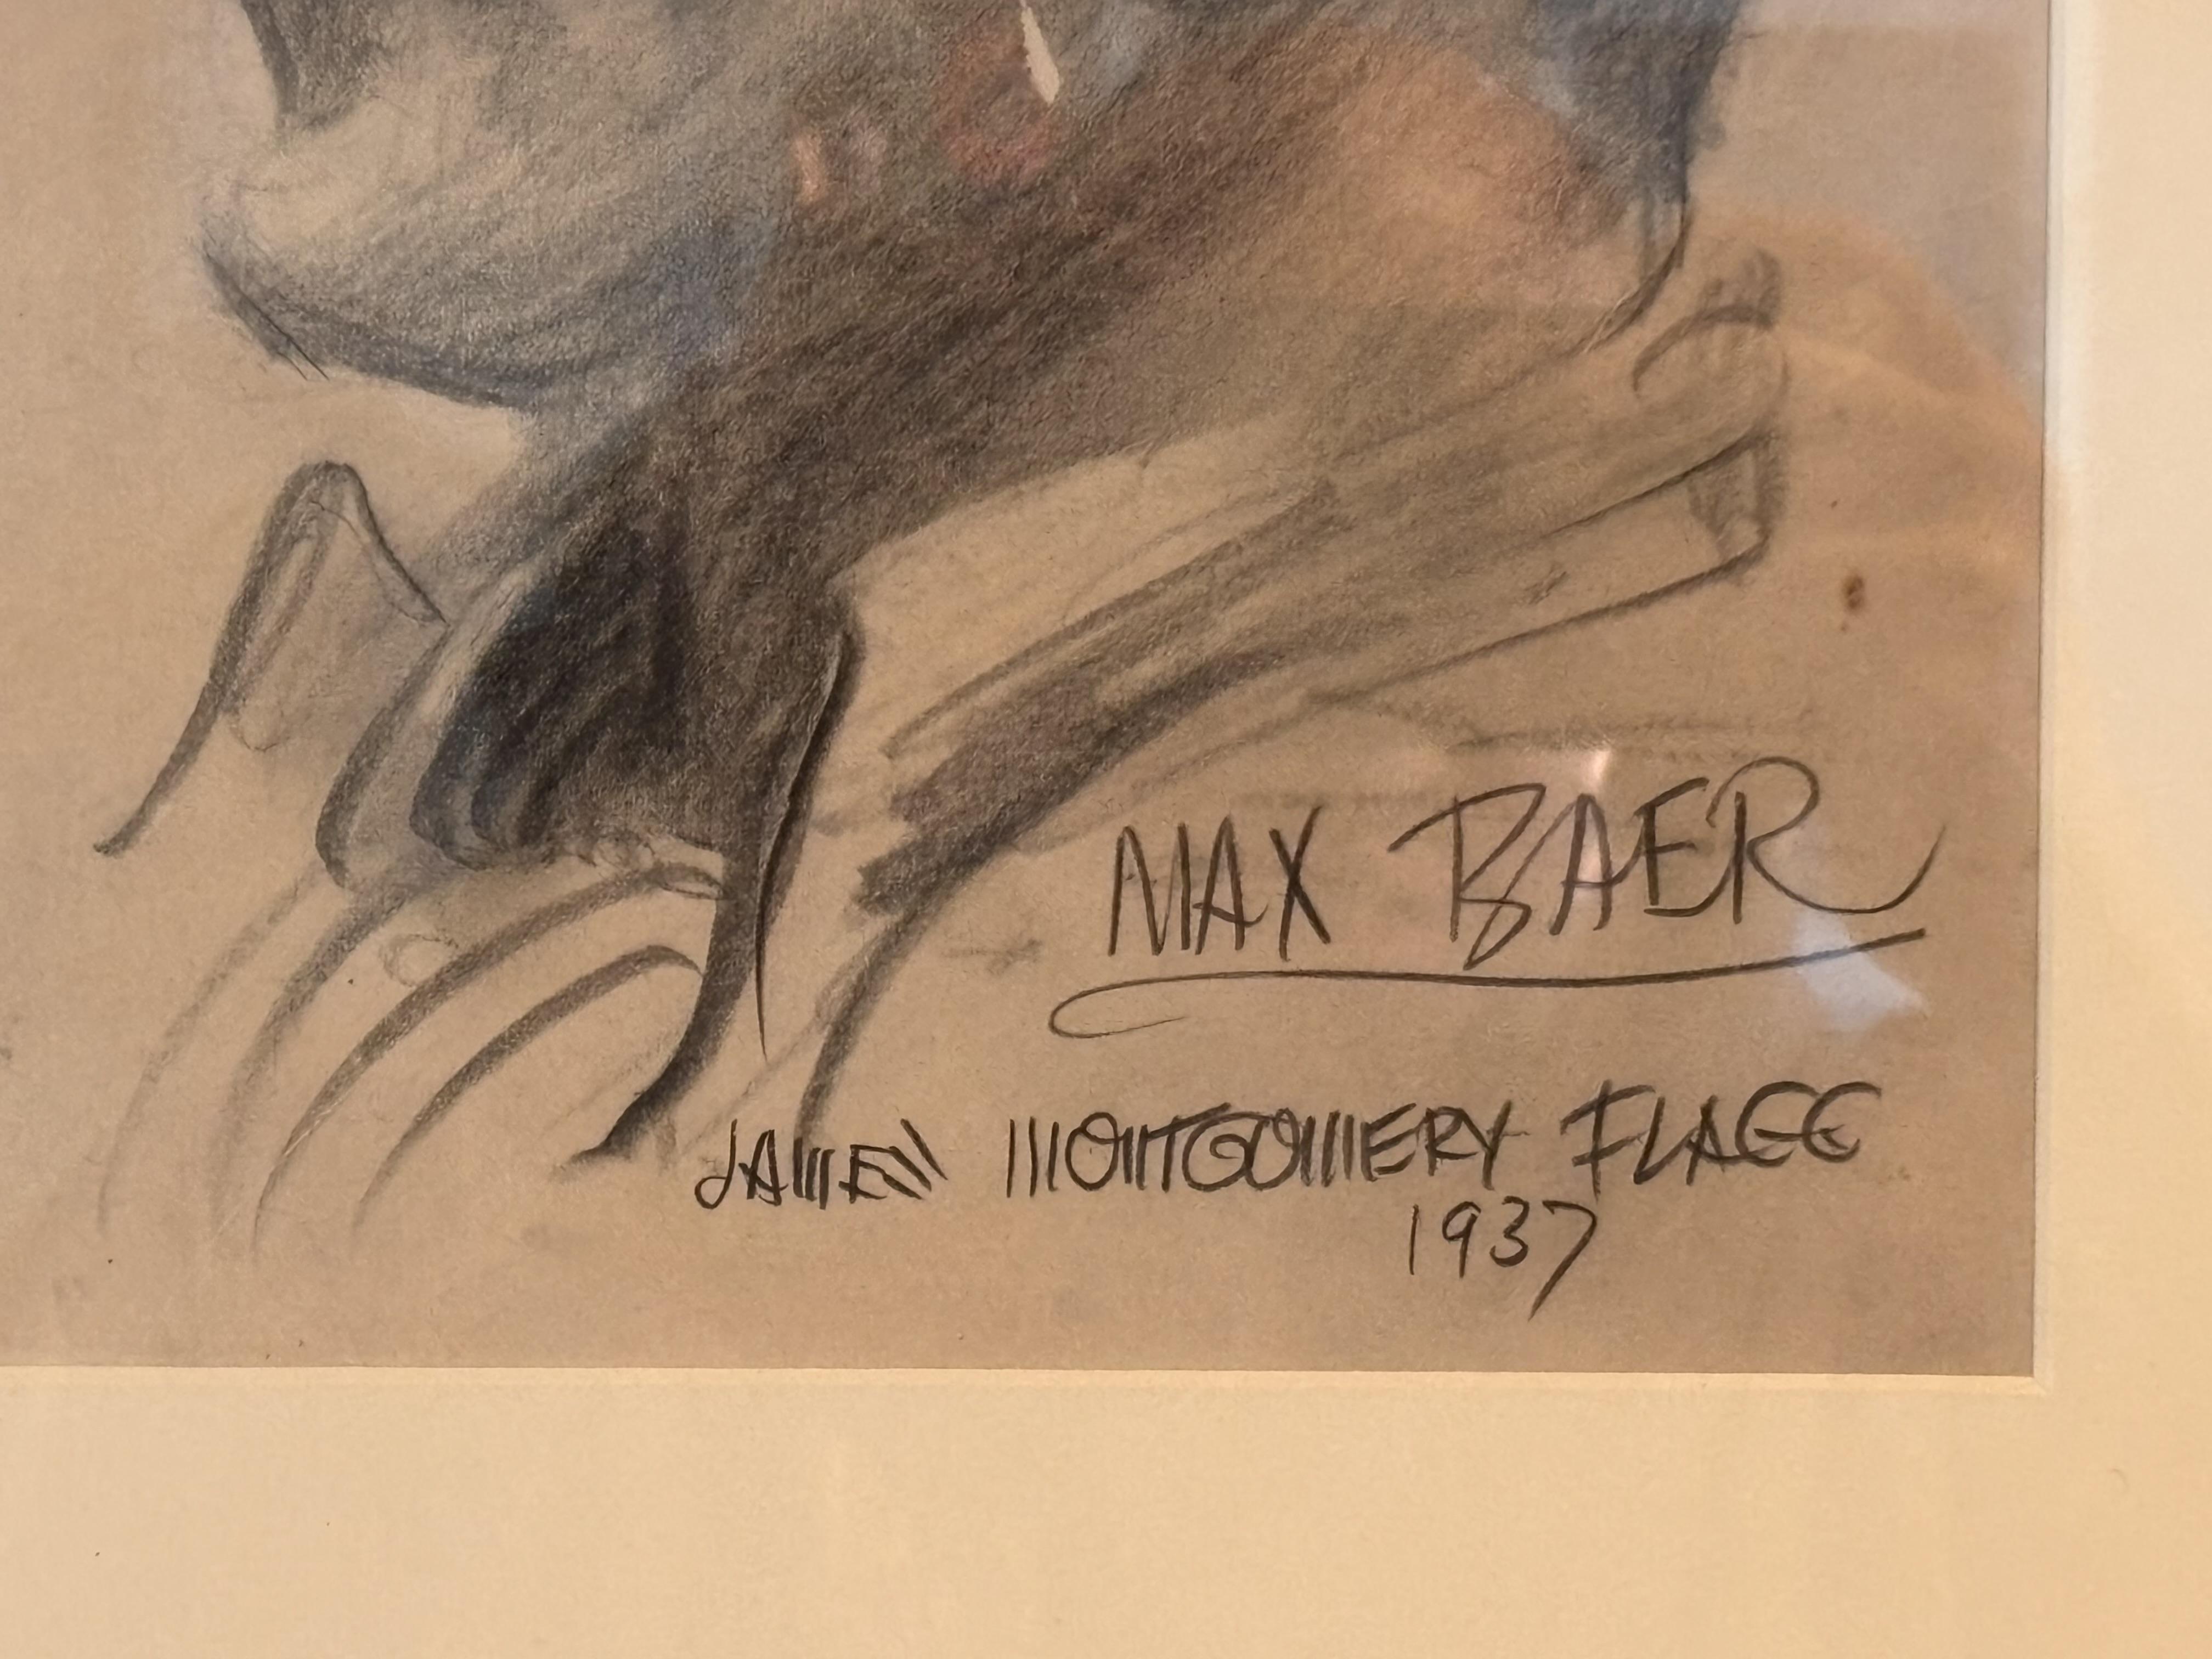 MAX BAER
JAMES MONTGOMERY FLAGG
1937